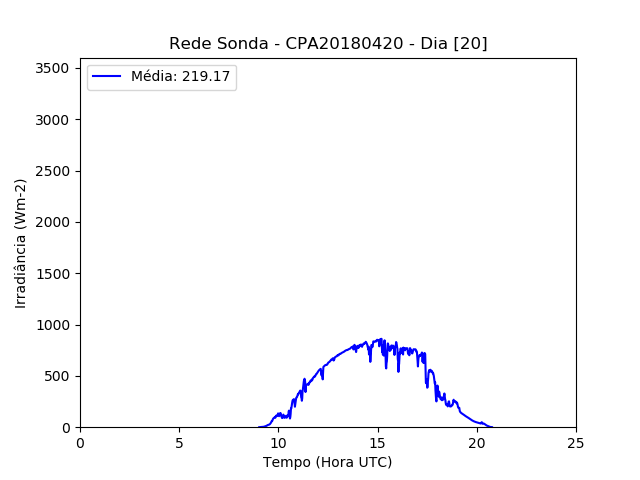 Rede Sonda - CPA20180420 - Dia [20]
Média: 219.17
3500
3000
2500
2000
1500
1000
500
0
Irradiância (Wm-2)
0 5 10 15 20 25
Tempo (Hora UTC)